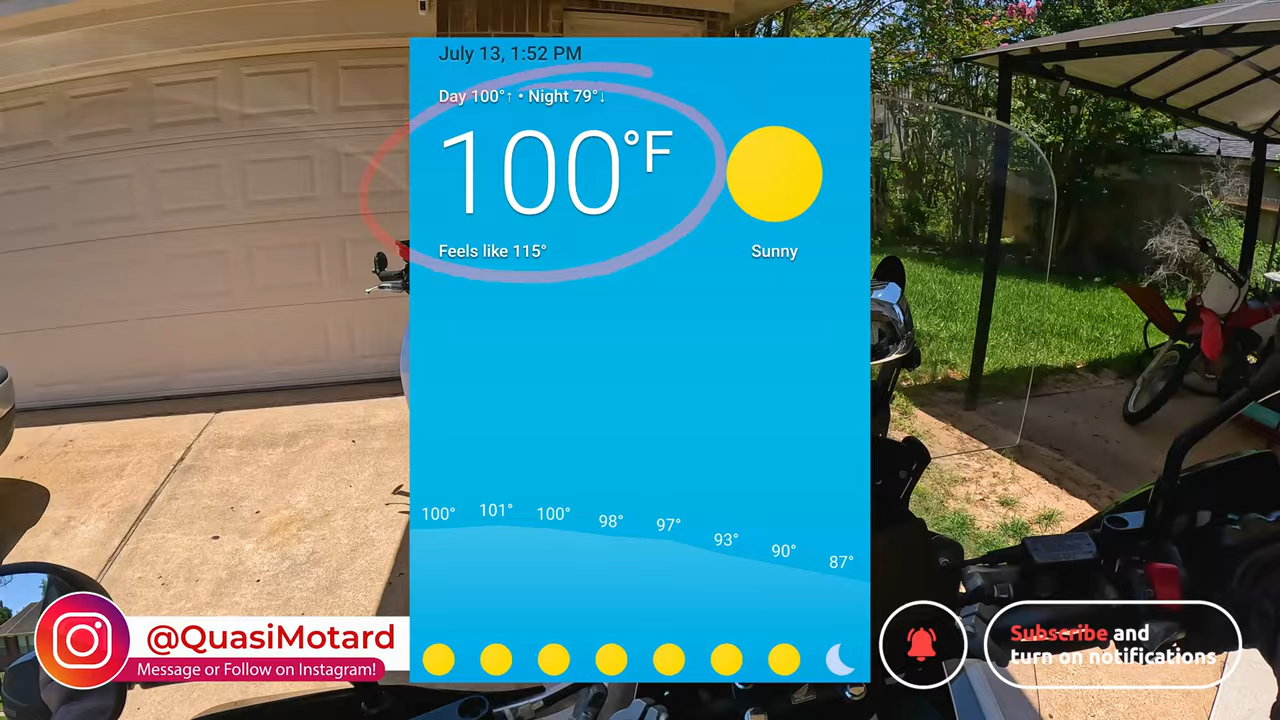 July 13, 1:52 PM
Day 100°↑ • Night 79°↓
100°F
Feels like 115°
Sunny
100° 101° 100° 98° 97° 93° 90° 87°
@QuasiMotard
Message or Follow on Instagram!
Subscribe and
turn on notifications